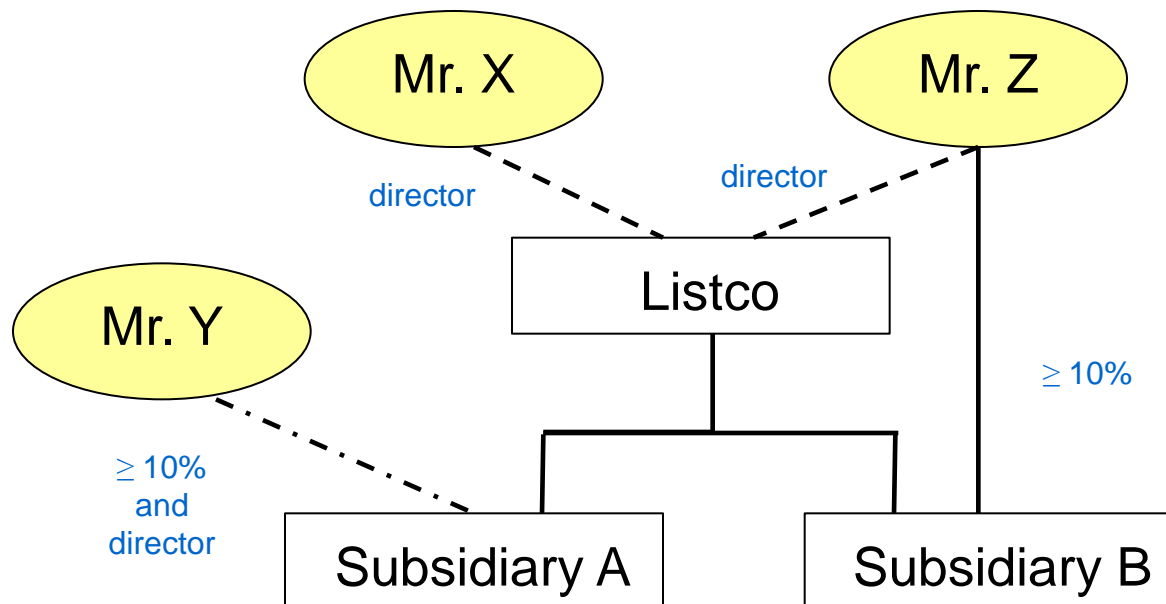 Mr. X
Mr. Z
director
director
Listco
Mr. Y
≥ 10%
≥ 10%
and
director
Subsidiary A
Subsidiary B